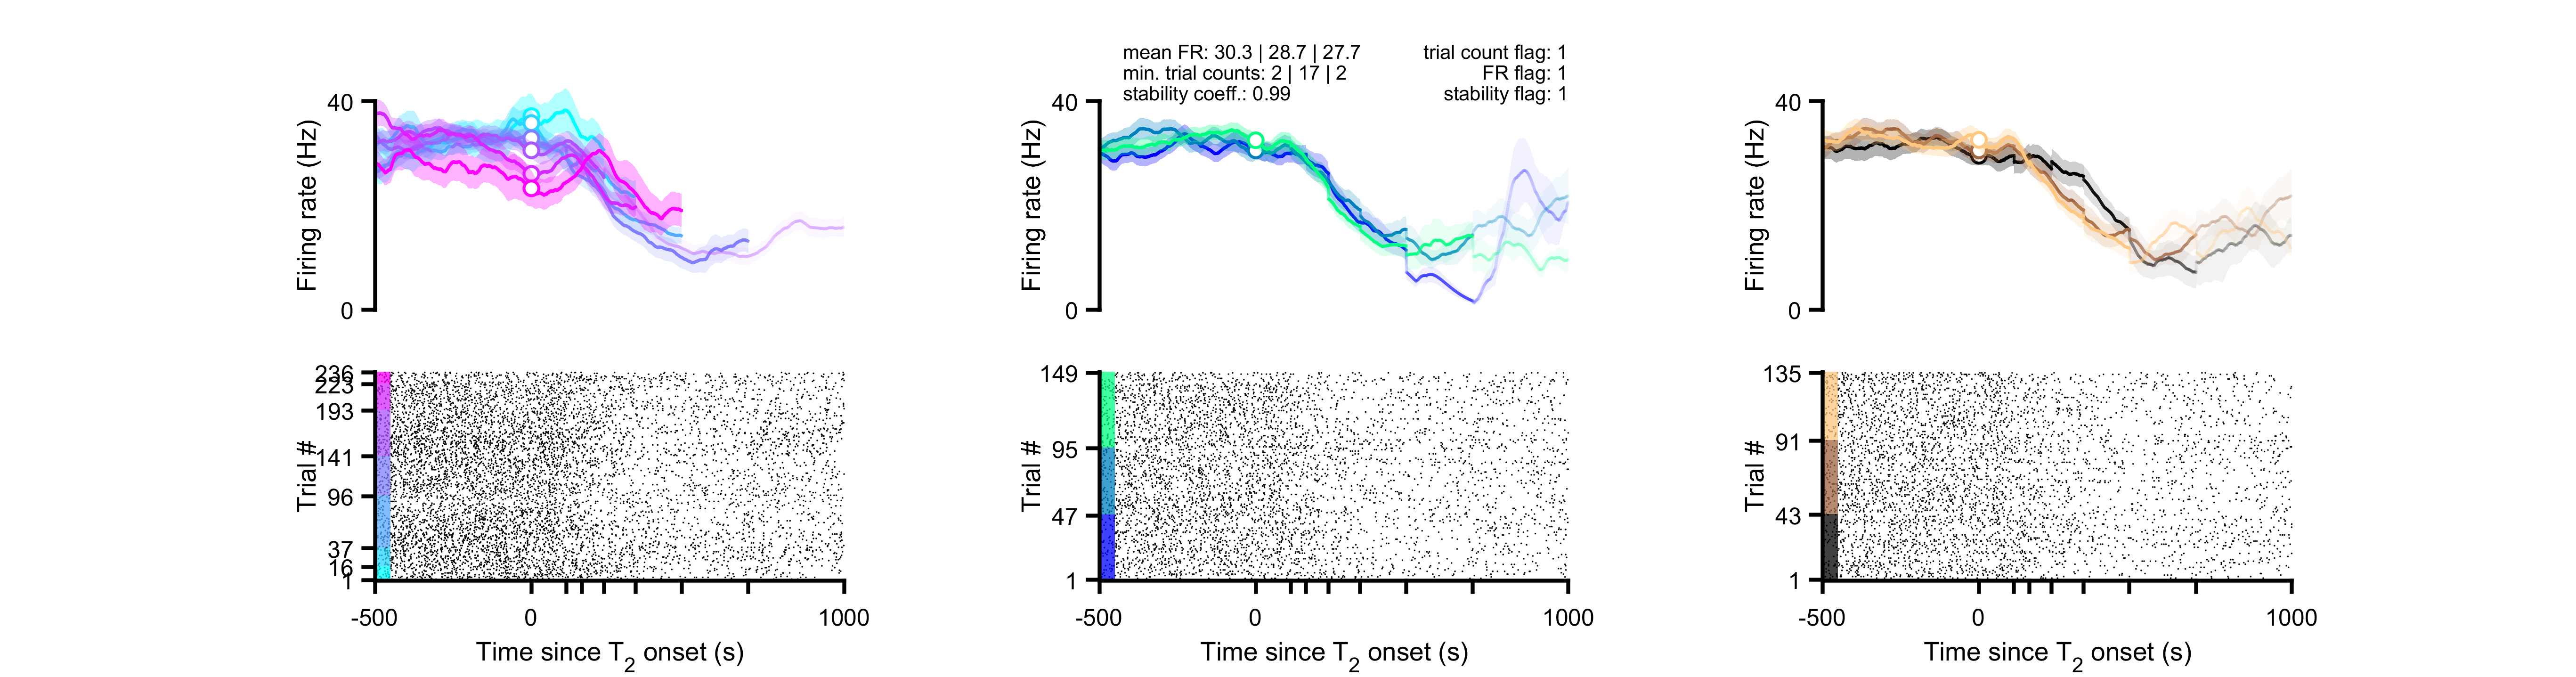 mean FR: 30.3 | 28.7 | 27.7
min. trial counts: 2 | 17 | 2
stability coeff.: 0.99
trial count flag: 1
FR flag: 1
stability flag: 1
40
0
Firing rate (Hz)
40
0
Firing rate (Hz)
40
0
Firing rate (Hz)
236
223
193
141
96
37
16
1
Trial #
-500
0
1000
Time since T2 onset (s)
149
95
47
1
Trial #
-500
0
1000
Time since T2 onset (s)
135
91
43
1
Trial #
-500
0
1000
Time since T2 onset (s)